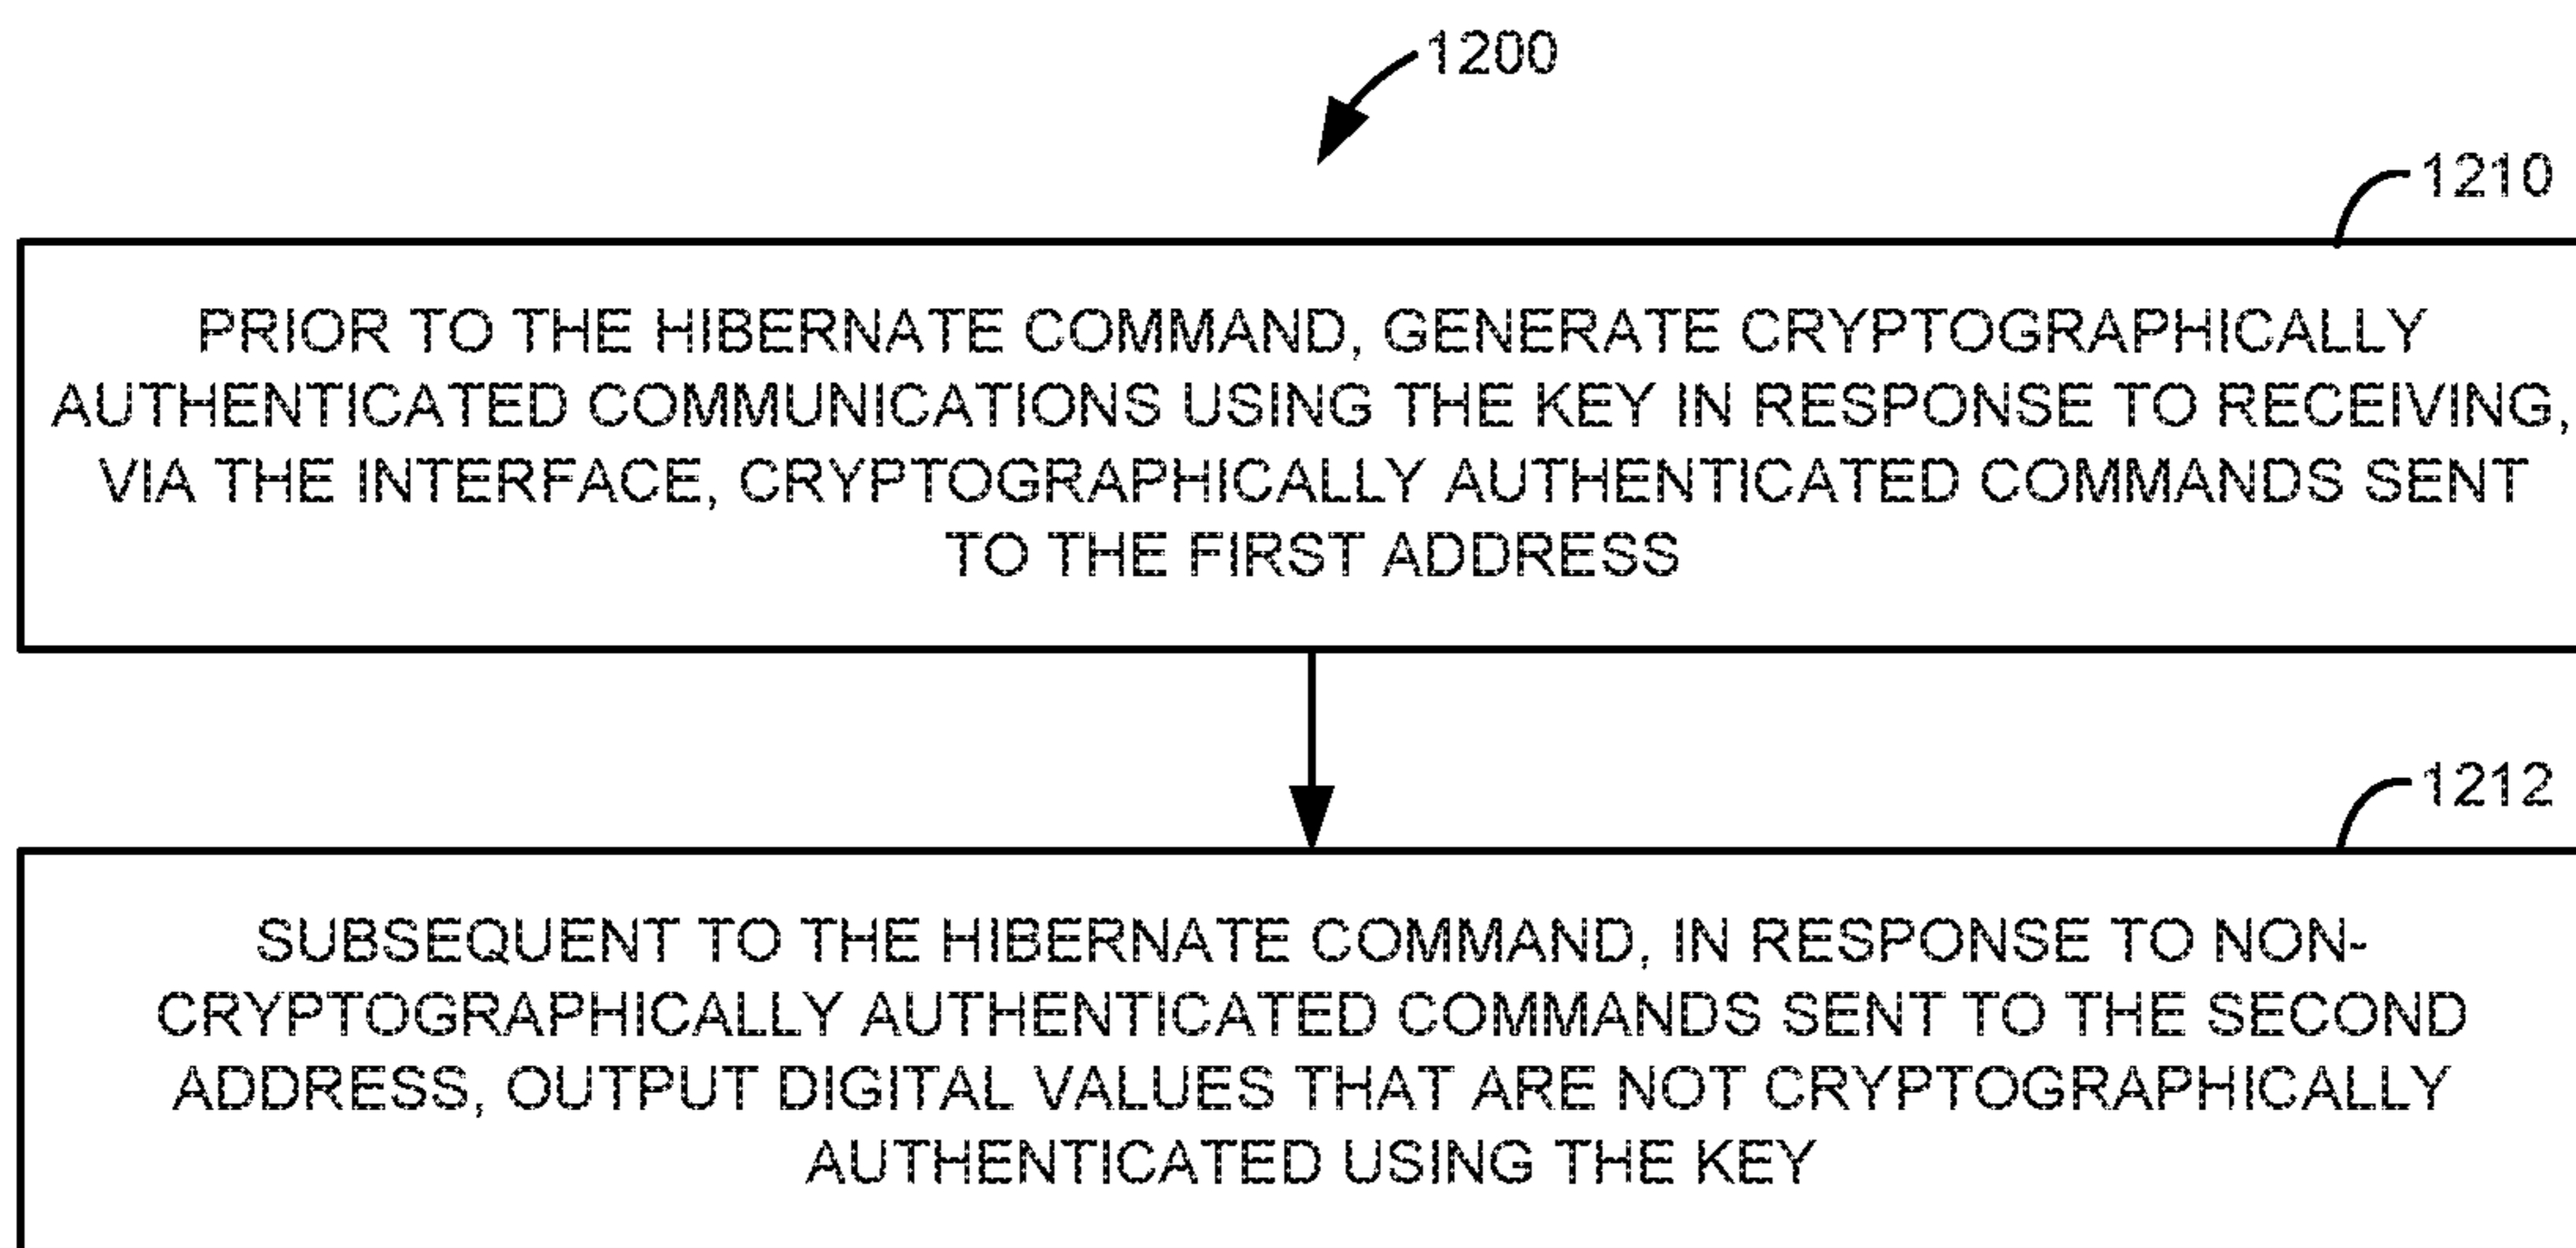 1200
1210
PRIOR TO THE HIBERNATE COMMAND, GENERATE CRYPTOGRAPHICALLY
AUTHENTICATED COMMUNICATIONS USING THE KEY IN RESPONSE TO RECEIVING,
VIA THE INTERFACE, CRYPTOGRAPHICALLY AUTHENTICATED COMMANDS SENT
TO THE FIRST ADDRESS
1212
SUBSEQUENT TO THE HIBERNATE COMMAND, IN RESPONSE TO NON-
CRYPTOGRAPHICALLY AUTHENTICATED COMMANDS SENT TO THE SECOND
ADDRESS, OUTPUT DIGITAL VALUES THAT ARE NOT CRYPTOGRAPHICALLY
AUTHENTICATED USING THE KEY